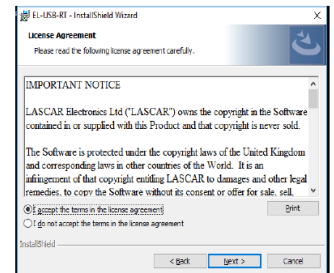 EL-USB-RT - InstallShield Wizard
License Agreement
Please read the following license agreement carefully.
IMPORTANT NOTICE
LASCAR Electronics Ltd ("LASCAR") owns the copyright in the Software
contained in or supplied with this Product and that copyright is never sold.
The Software is protected under the copyright laws of the United Kingdom
and corresponding laws in other countries of the World. It is an
infringement of that copyright entitling LASCAR to damages and other legal
remedies, to copy the Software without its consent or offer for sale, sell,
I accept the terms in the license agreement
Print
I do not accept the terms in the license agreement
InstallShield
< Back
Next >
Cancel